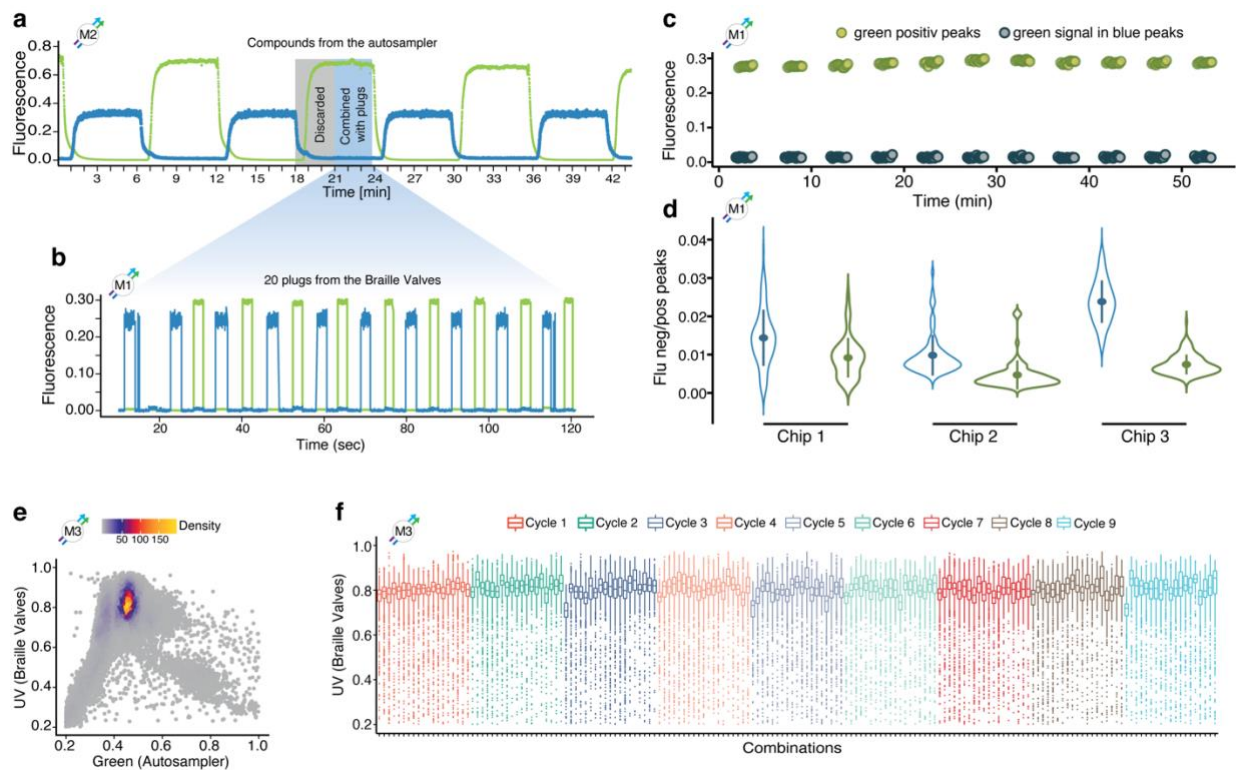 a
M2
Compounds from the autosampler
Fluorescence
0.8
0.6
0.4
0.2
0.0
Discarded
Combined
with plugs
3 6 9 12 15 18 21 24 27 30 33 36 39 42
Time [min]
b
M1
20 plugs from the Braille Valves
Fluorescence
0.30
0.20
0.10
0.00
20 40 60 80 100 120
Time (sec)
c
M1
green positiv peaks green signal in blue peaks
Fluorescence
0.3
0.2
0.1
0.0
0 10 20 30 40 50
Time (min)
d
M1
Flu neg/pos peaks
0.04
0.03
0.02
0.01
0.00
Chip 1 Chip 2 Chip 3
e
M3
Density
50 100 150
UV (Braille Valves)
1.0
0.8
0.6
0.4
0.2
0.2 0.4 0.6 0.8 1.0
Green (Autosampler)
f
M3
Cycle 1 Cycle 2 Cycle 3 Cycle 4 Cycle 5 Cycle 6 Cycle 7 Cycle 8 Cycle 9
UV (Braille Valves)
1.0
0.8
0.6
0.4
0.2
Combinations